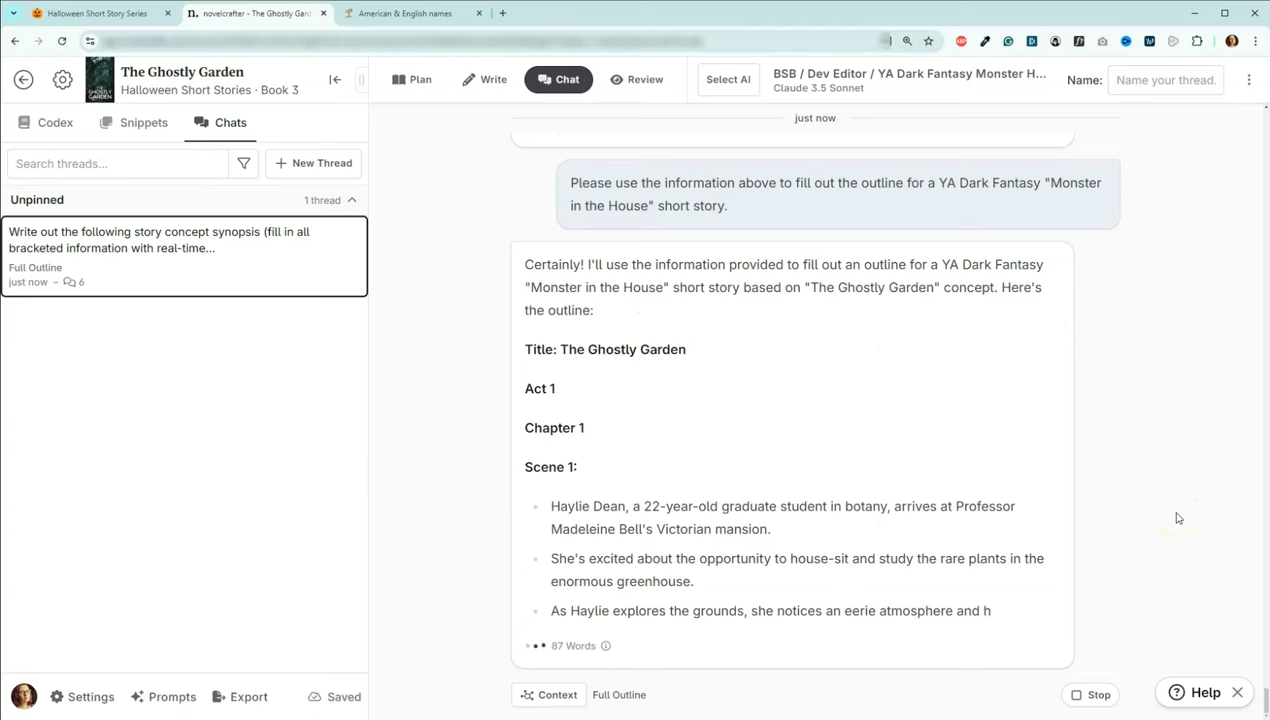 Halloween Short Story Series
novelcrafter - The Ghostly Gard
American & English names
The Ghostly Garden
Halloween Short Stories · Book 3
Plan
Write
Chat
Review
Select AI
BSB / Dev Editor / YA Dark Fantasy Monster H...
Claude 3.5 Sonnet
Name:
Name your thread.
Codex
Snippets
Chats
Search threads...
New Thread
Unpinned
1 thread
Write out the following story concept synopsis (fill in all
bracketed information with real-time...
Full Outline
just now – 6
just now
Please use the information above to fill out the outline for a YA Dark Fantasy "Monster
in the House" short story.
Certainly! I'll use the information provided to fill out an outline for a YA Dark Fantasy
"Monster in the House" short story based on "The Ghostly Garden" concept. Here's
the outline:
Title: The Ghostly Garden
Act 1
Chapter 1
Scene 1:
Haylie Dean, a 22-year-old graduate student in botany, arrives at Professor
Madeleine Bell's Victorian mansion.
She's excited about the opportunity to house-sit and study the rare plants in the
enormous greenhouse.
As Haylie explores the grounds, she notices an eerie atmosphere and h
87 Words
Context
Full Outline
Stop
Help
Settings
Prompts
Export
Saved